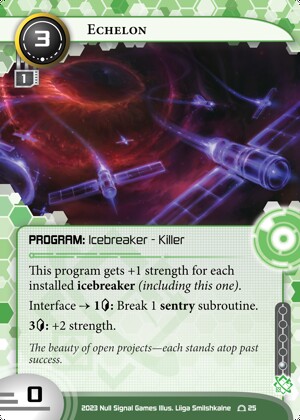 Echelon
3
1
PROGRAM: Icebreaker - Killer
This program gets +1 strength for each
installed icebreaker (including this one).
Interface → 1: Break 1 sentry subroutine.
3: +2 strength.
The beauty of open projects—each stands atop past
success.
0
2023 Null Signal Games Illus. Liiga Smilshkalne 25